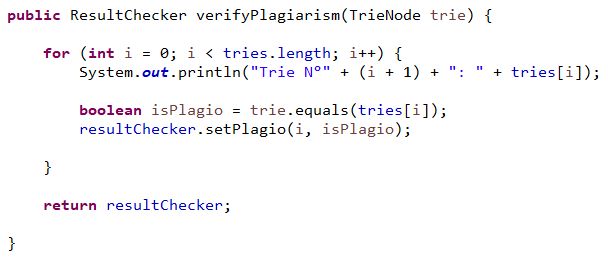 public ResultChecker verifyPlagiarism(TrieNode trie) {
for (int i = 0; i < tries.length; i++) {
System.out.println("Trie N°" + (i + 1) + ": " + tries[i]);
boolean isPlagio = trie.equals(tries[i]);
resultChecker.setPlagio(i, isPlagio);
}
return resultChecker;
}